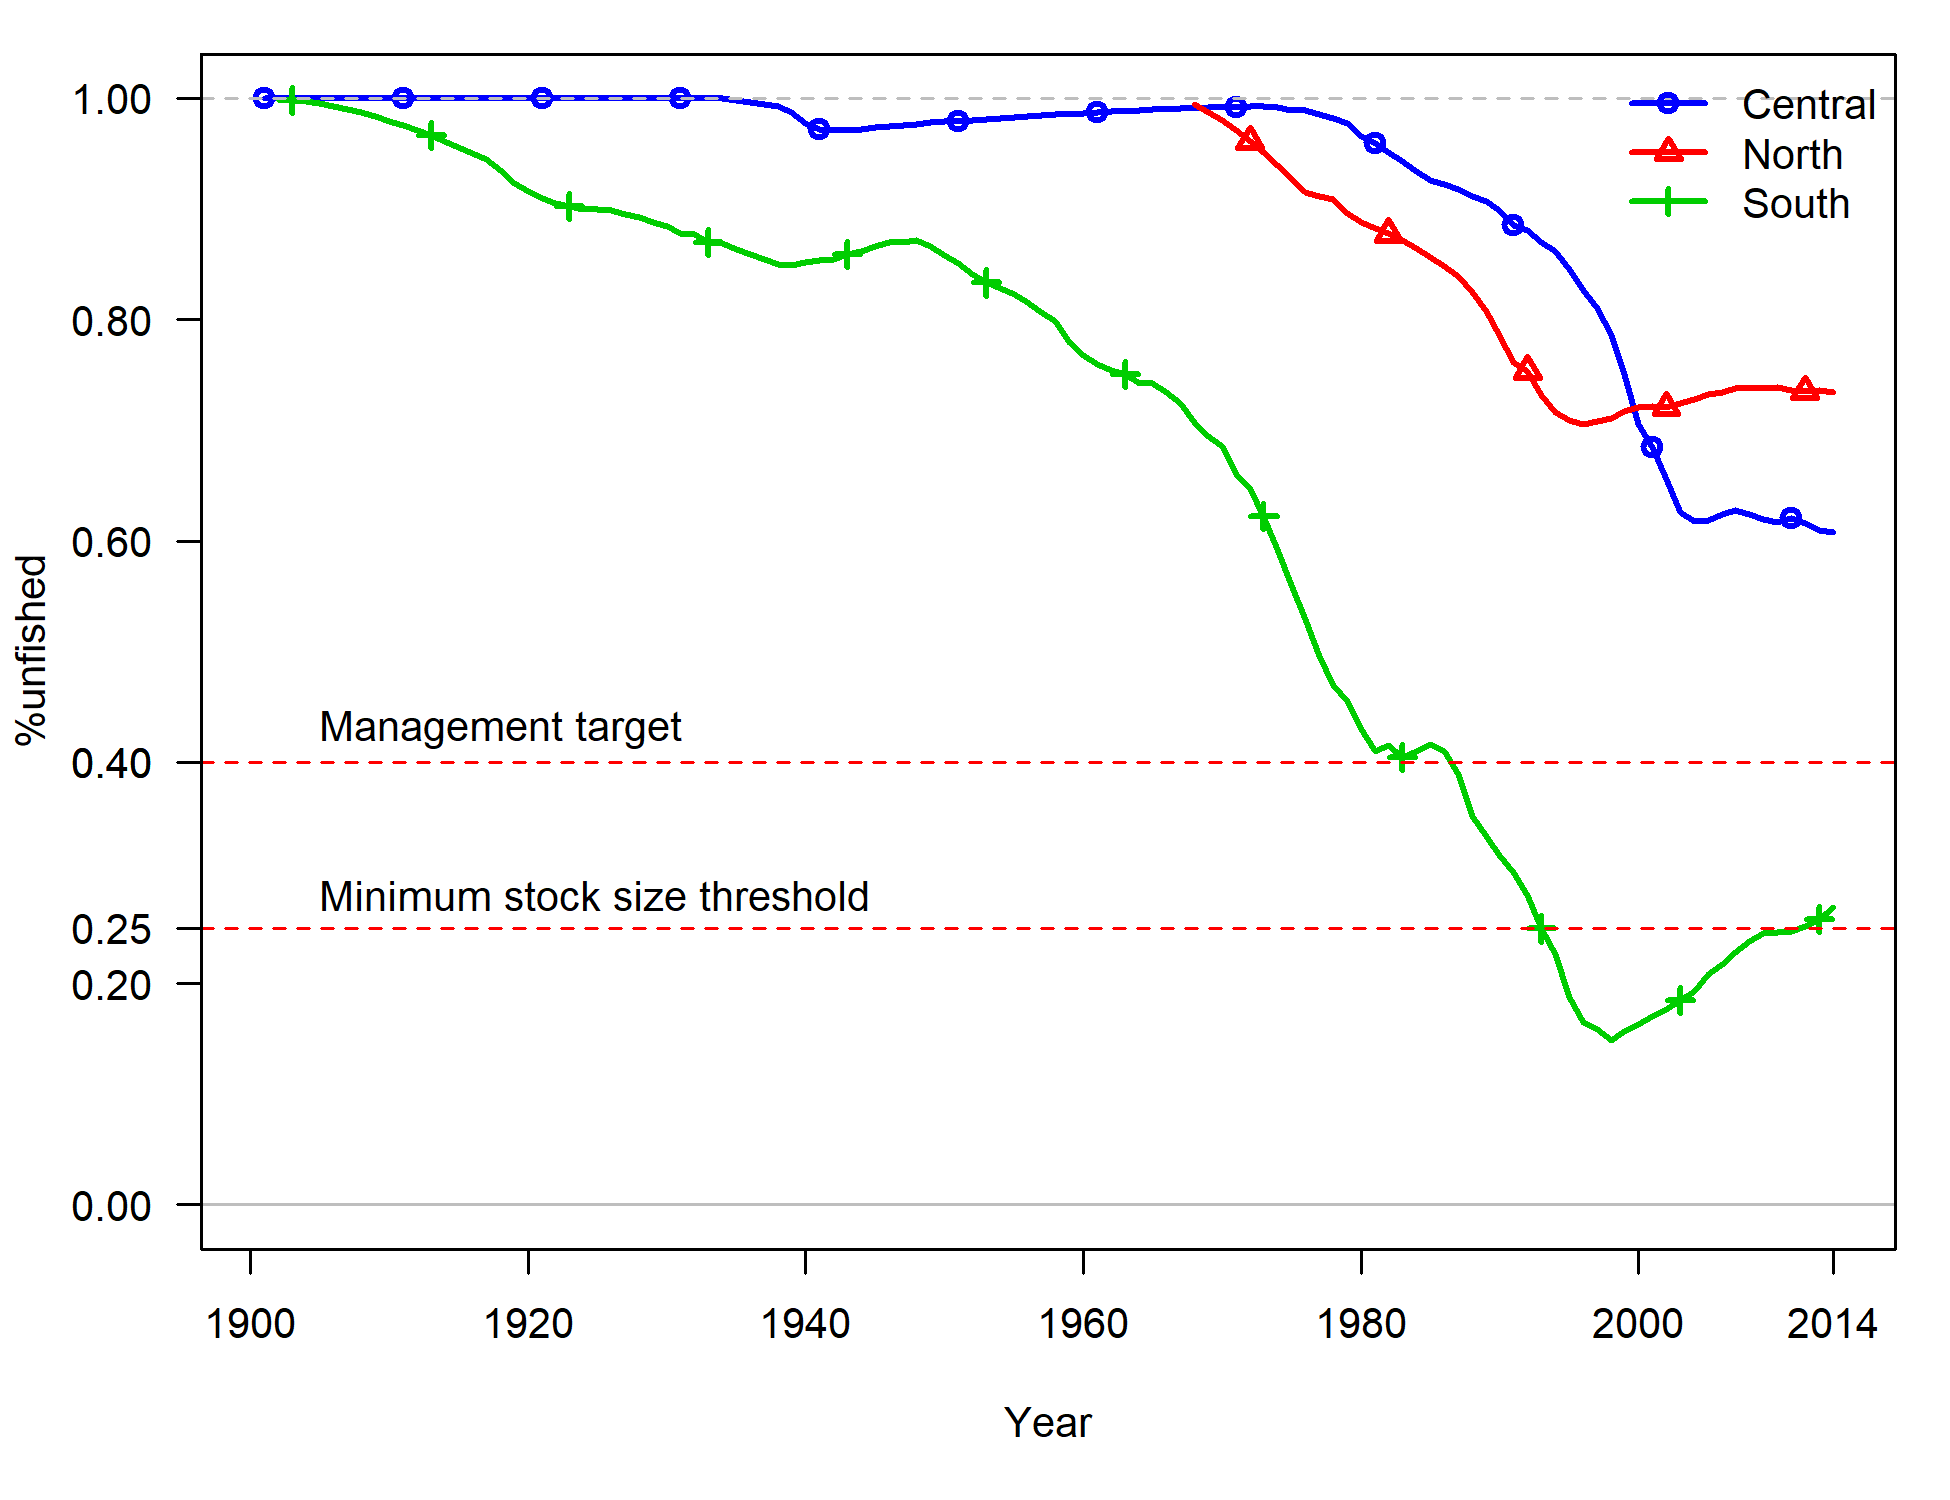 %unfished
1.00
0.80
0.60
0.40
0.25
0.20
0.00
Central
North
South
Management target
Minimum stock size threshold
1900 1920 1940 1960 1980 2000 2014
Year